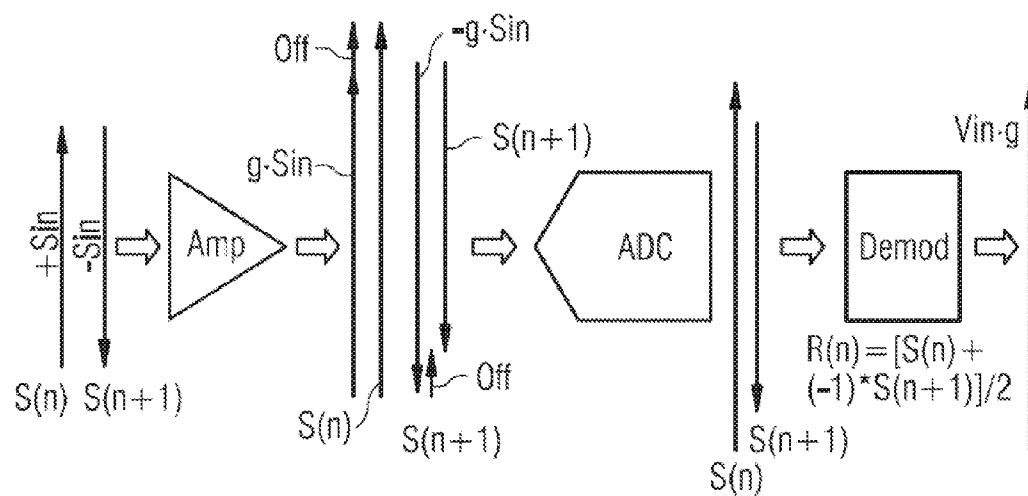 Off
-g·Sin
g·Sin
S(n+1)
Vin·g
+Sin
-Sin
Amp
ADC
Demod
S(n)
S(n+1)
Off
S(n)
S(n+1)
R(n)=[S(n)+
(-1)*S(n+1)]/2
S(n+1)
S(n)